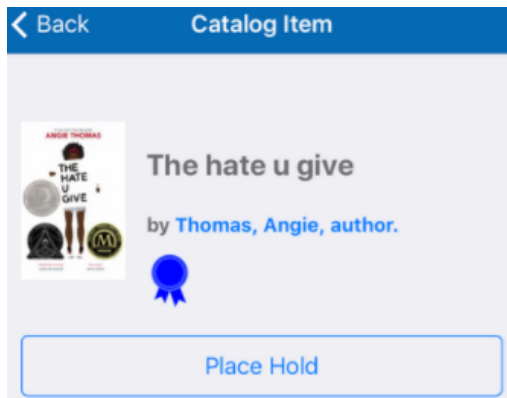 Back
Catalog Item
ANGIE THOMAS
THE
HATE
U
GIVE
The hate u give
by Thomas, Angie, author.
Place Hold